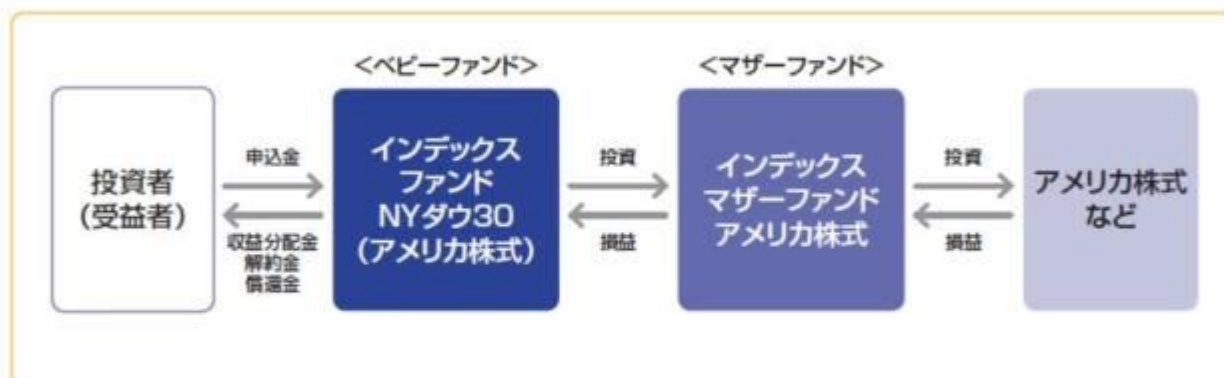 <ベビーファンド>
<マザーファンド>
投資者
(受益者)
申込金
収益分配金
解約金
償還金
インデックス
ファンド
NYダウ30
(アメリカ株式)
投資
損益
インデックス
マザーファンド
アメリカ株式
投資
損益
アメリカ株式
など